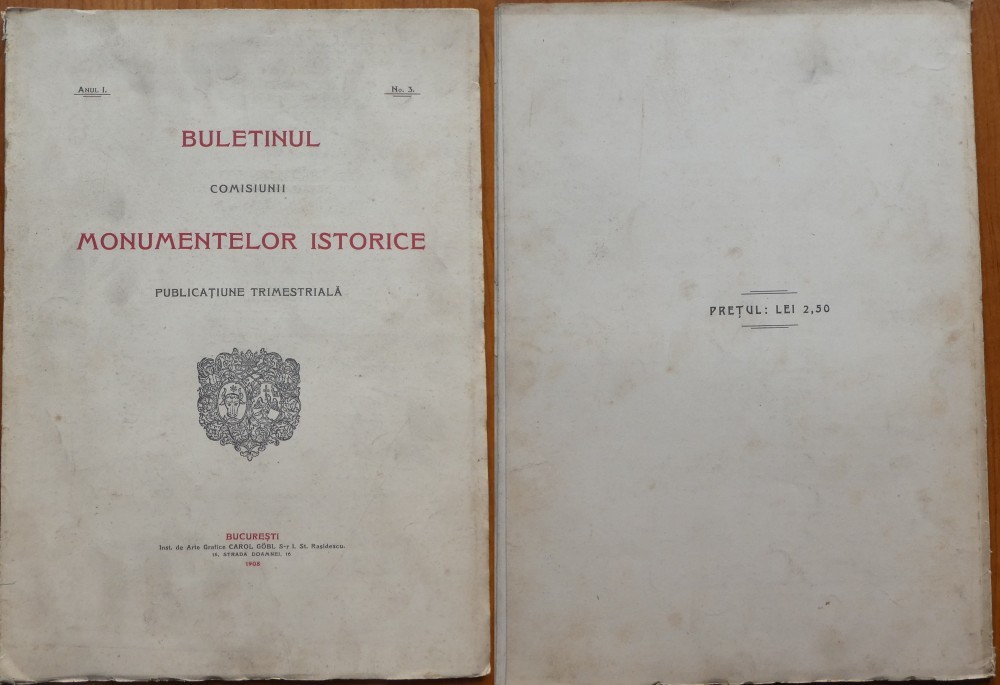 ANUL I.
No. 3.
BULETINUL
COMISIUNII
MONUMENTELOR ISTORICE
PUBLICAȚIUNE TRIMESTRIALĂ
BUCUREȘTI
Inst. de Arte Grafice CAROL GÖBL S-r I. St. Rasidescu.
16, STRADA DOAMNEI, 16
1908
PREȚUL: LEI 2,50